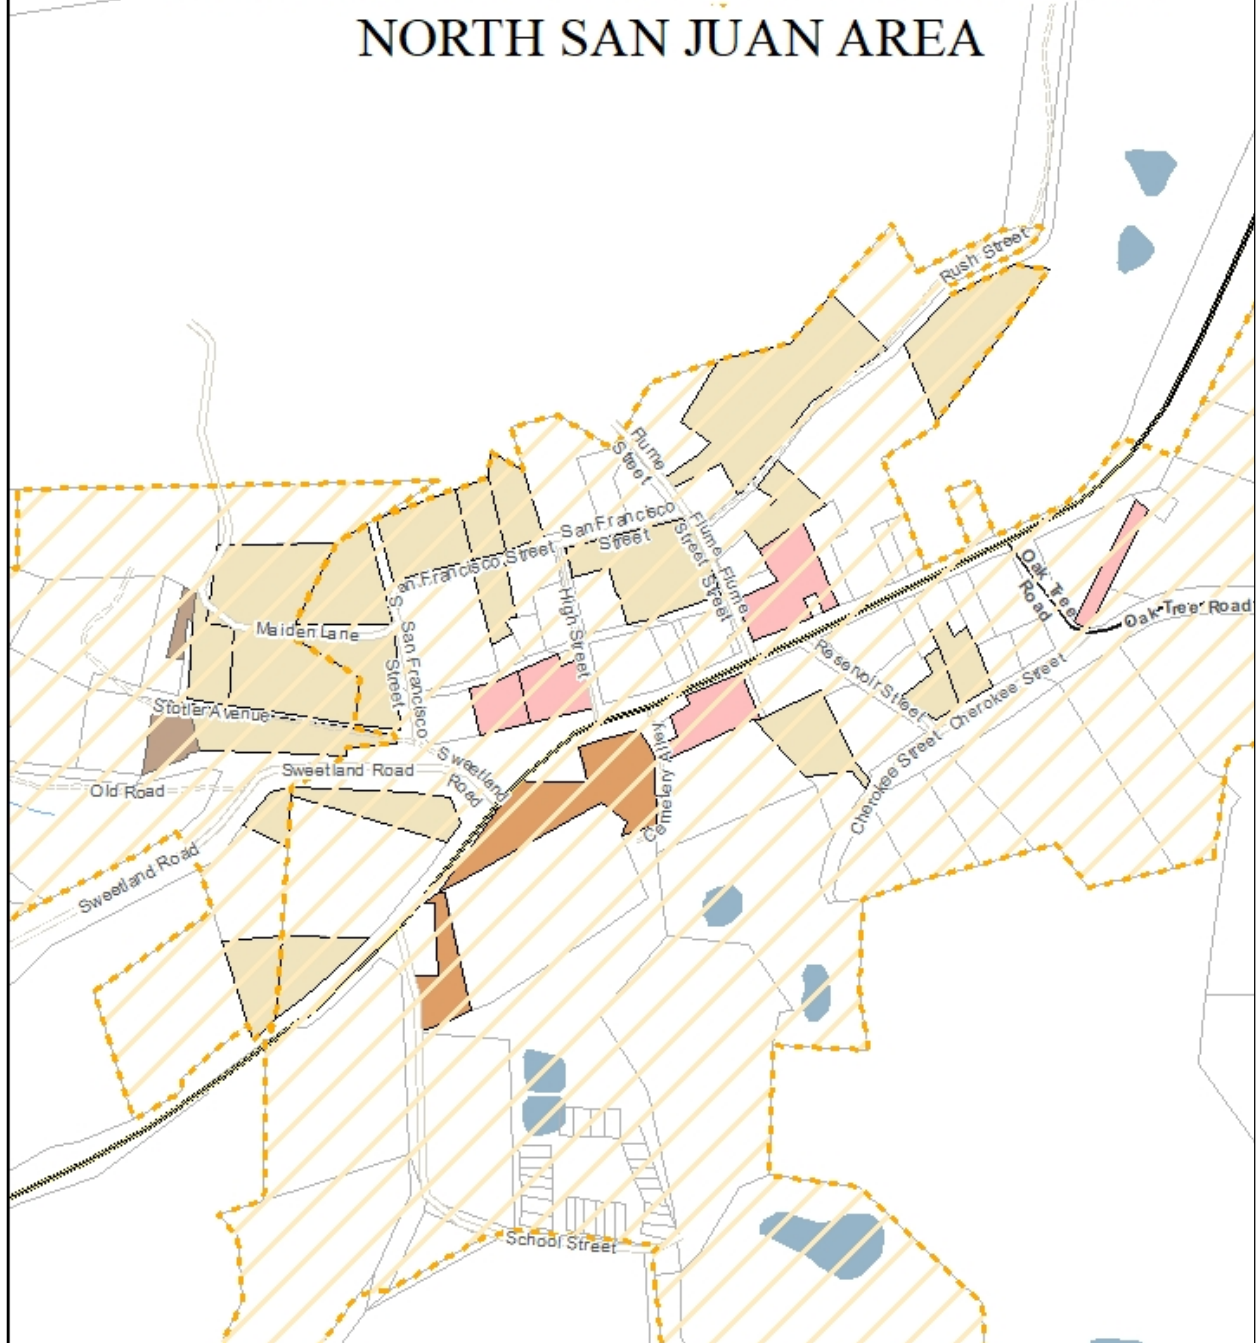 NORTH SAN JUAN AREA
Rush Street
Flume
Street
San Francisco
Street
Flume
Street
San Francisco Street
Flume
Street
Oak Tree
Road
Oak Tree Road
High Street
Maiden Lane
San Francisco
Street
Reservoir Street
Cherokee Street
Stotler Avenue
Cemetery Alley
Sweetland
Road
Sweetland Road
Old Road
Cherokee Street
Sweetland Road
School Street